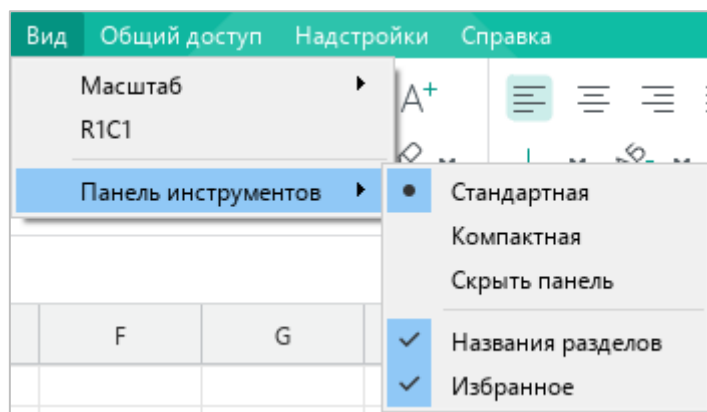 Вид Общий доступ Надстройки Справка
Масштаб
R1C1
Панель инструментов
Стандартная
Компактная
Скрыть панель
Названия разделов
Избранное
F G